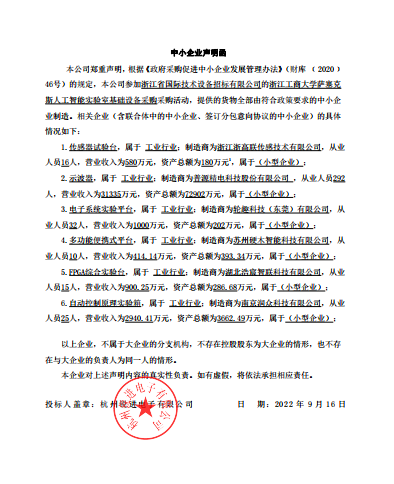 中小企业声明函
本公司郑重声明，根据《政府采购促进中小企业发展管理办法》（财库（2020）
46号）的规定，本公司参加浙江省国际技术设备招标有限公司的浙江工商大学萨塞克
斯人工智能实验室基础设备采购采购活动，提供的货物全部由符合政策要求的中小企
业制造。相关企业（含联合体中的中小企业、签订分包意向协议的中小企业）的具体
情况如下：
1.传感器试验台，属于 工业行业；制造商为浙江浙高联传感技术有限公司，从业
人员16人，营业收入为580万元，资产总额为180万元¹，属于（小型企业）；
2.示波器，属于 工业行业；制造商为普源精电科技股份有限公司，从业人员292
人，营业收入为31335万元，资产总额为72902万元，属于（小型企业）；
3.电子系统实验平台，属于 工业行业；制造商为轮趣科技（东莞）有限公司，从
业人员32人，营业收入为1000万元，资产总额为202万元，属于（小型企业）；
4.多功能便携式平台，属于 工业行业；制造商为苏州硬木智能科技有限公司，从
业人员10人，营业收入为414.14万元，资产总额为393.34万元，属于（小型企业）；
5.FPGA综合实验台，属于 工业行业；制造商为湖北浩嘉智联科技有限公司，从业
人员15人，营业收入为900.25万元，资产总额为286.68万元，属于（小型企业）；
6.自动控制原理实验箱，属于 工业行业；制造商为南京润众科技有限公司，从业
人员25人，营业收入为2940.41万元，资产总额为3662.49万元，属于（小型企业）；
以上企业，不属于大企业的分支机构，不存在控股股东为大企业的情形，也不存
在与大企业的负责人为同一人的情形。
本企业对上述声明内容的真实性负责。如有虚假，将依法承担相应责任。
投标人盖章：杭州 进电子有限公司 日 期：2022年9月16日